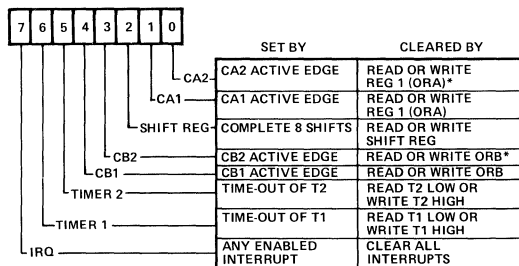 7 6 5 4 3 2 1 0
SET BY CLEARED BY
CA2 CA2 ACTIVE EDGE READ OR WRITE
REG 1 (ORA)*
CA1 CA1 ACTIVE EDGE READ OR WRITE
REG 1 (ORA)
SHIFT REG COMPLETE 8 SHIFTS READ OR WRITE
SHIFT REG
CB2 CB2 ACTIVE EDGE READ OR WRITE ORB*
CB1 CB1 ACTIVE EDGE READ OR WRITE ORB
TIMER 2 TIME-OUT OF T2 READ T2 LOW OR
WRITE T2 HIGH
TIMER 1 TIME-OUT OF T1 READ T1 LOW OR
WRITE T1 HIGH
IRQ ANY ENABLED CLEAR ALL
INTERRUPT INTERRUPTS